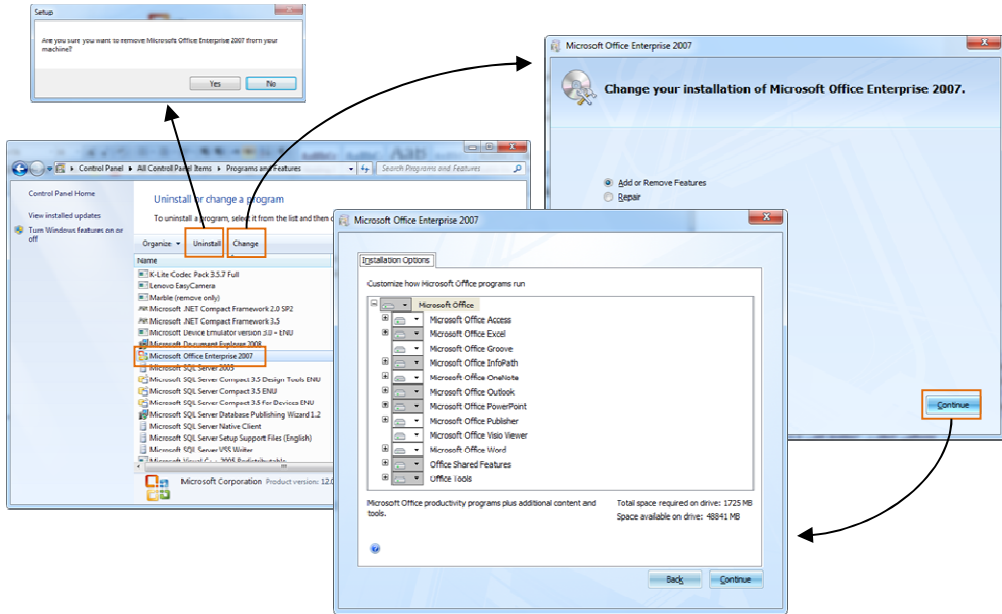 Setup
Are you sure you want to remove Microsoft Office Enterprise 2007 from your
machine?
Yes
No
Microsoft Office Enterprise 2007
Change your installation of Microsoft Office Enterprise 2007.
Add or Remove Features
Repair
Continue
Control Panel
All Control Panel Items
Programs and Features
Search Programs and Features
Control Panel Home
View installed updates
Turn Windows features on or
off
Uninstall or change a program
To uninstall a program, select it from the list and then c
Organize
Uninstall
Change
Name
K-Lite Codec Pack 3.5.7 Full
Lenovo EasyCamera
Marble (remove only)
Microsoft .NET Compact Framework 2.0 SP2
Microsoft .NET Compact Framework 3.5
Microsoft Device Emulator version 3.0 - ENU
Microsoft Document Explorer 2008
Microsoft Office Enterprise 2007
Microsoft SQL Server 2005
Microsoft SQL Server Compact 3.5 Design Tools ENU
Microsoft SQL Server Compact 3.5 ENU
Microsoft SQL Server Compact 3.5 for Devices ENU
Microsoft SQL Server Database Publishing Wizard 1.2
Microsoft SQL Server Native Client
Microsoft SQL Server Setup Support Files (English)
Microsoft SQL Server VSS Writer
Microsoft Visual C++ 2005 Redistributable
Microsoft Corporation Product version: 12.0
Microsoft Office Enterprise 2007
Installation Options
Customize how Microsoft Office programs run
Microsoft Office
Microsoft Office Access
Microsoft Office Excel
Microsoft Office Groove
Microsoft Office InfoPath
Microsoft Office OneNote
Microsoft Office Outlook
Microsoft Office PowerPoint
Microsoft Office Publisher
Microsoft Office Visio Viewer
Microsoft Office Word
Office Shared Features
Office Tools
Microsoft Office productivity programs plus additional content and
tools.
Total space required on drive: 1725 MB
Space available on drive: 48841 MB
Back
Continue